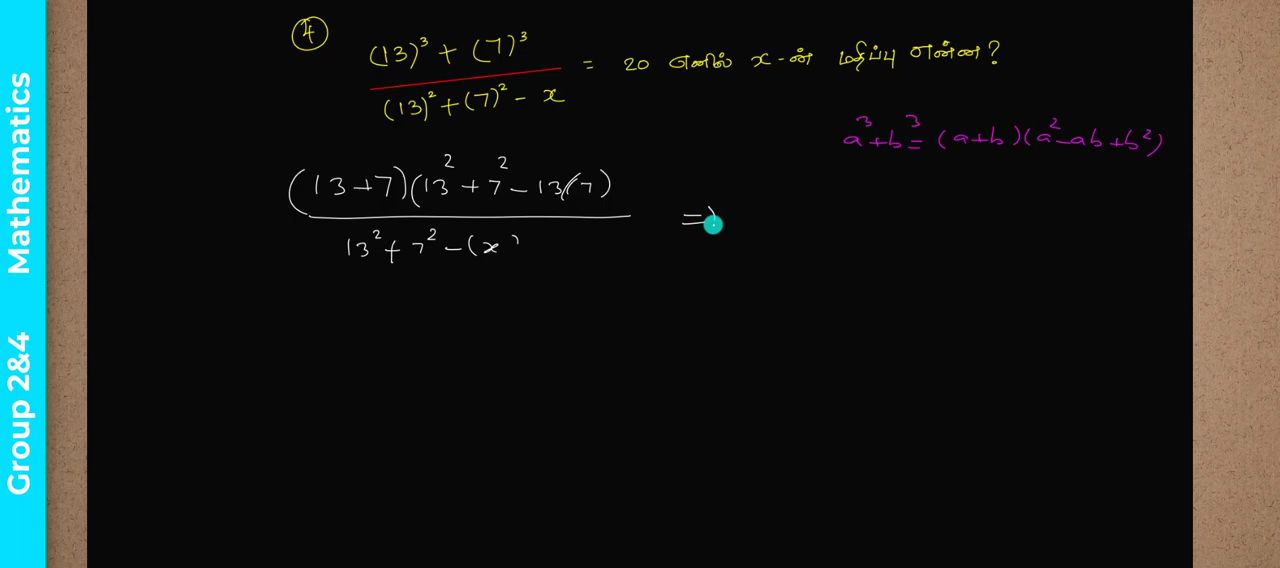 Group 2&4 Mathematics
4
(13)³ + (7)³
= 20 எனில் x-ன் மதிப்பு என்ன?
(13)² + (7)² - x
a³+b³ = (a+b)(a²-ab+b²)
(13+7)(13²+7²-13(7)
=>
13²+7²-(x)